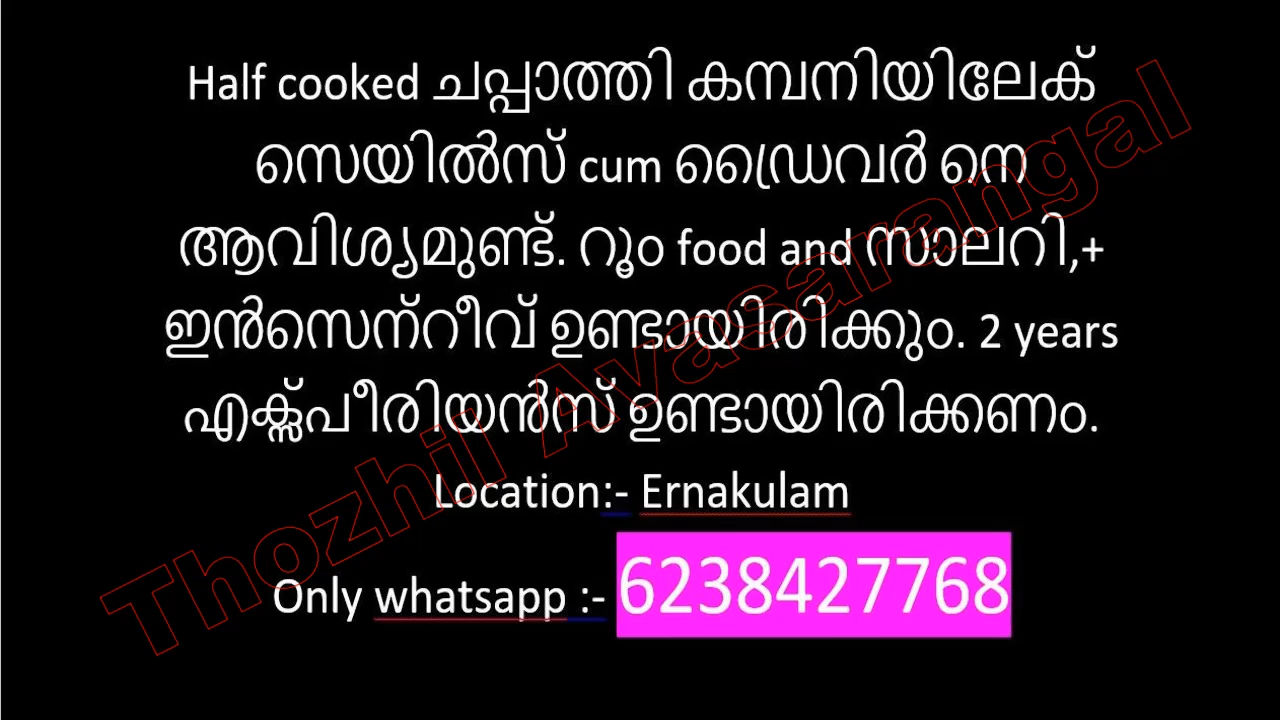 Half cooked ചപ്പാത്തി കമ്പനിയിലേക്
സെയിൽസ് cum ഡ്രൈവർ നെ
ആവിശ്യമുണ്ട്. റൂം food and സാലറി,+
ഇൻസെന്റീവ് ഉണ്ടായിരിക്കും. 2 years
എക്സ്പീരിയൻസ് ഉണ്ടായിരിക്കണം.
Location:- Ernakulam
Only whatsapp :- 6238427768
Thozhil Avasarangal